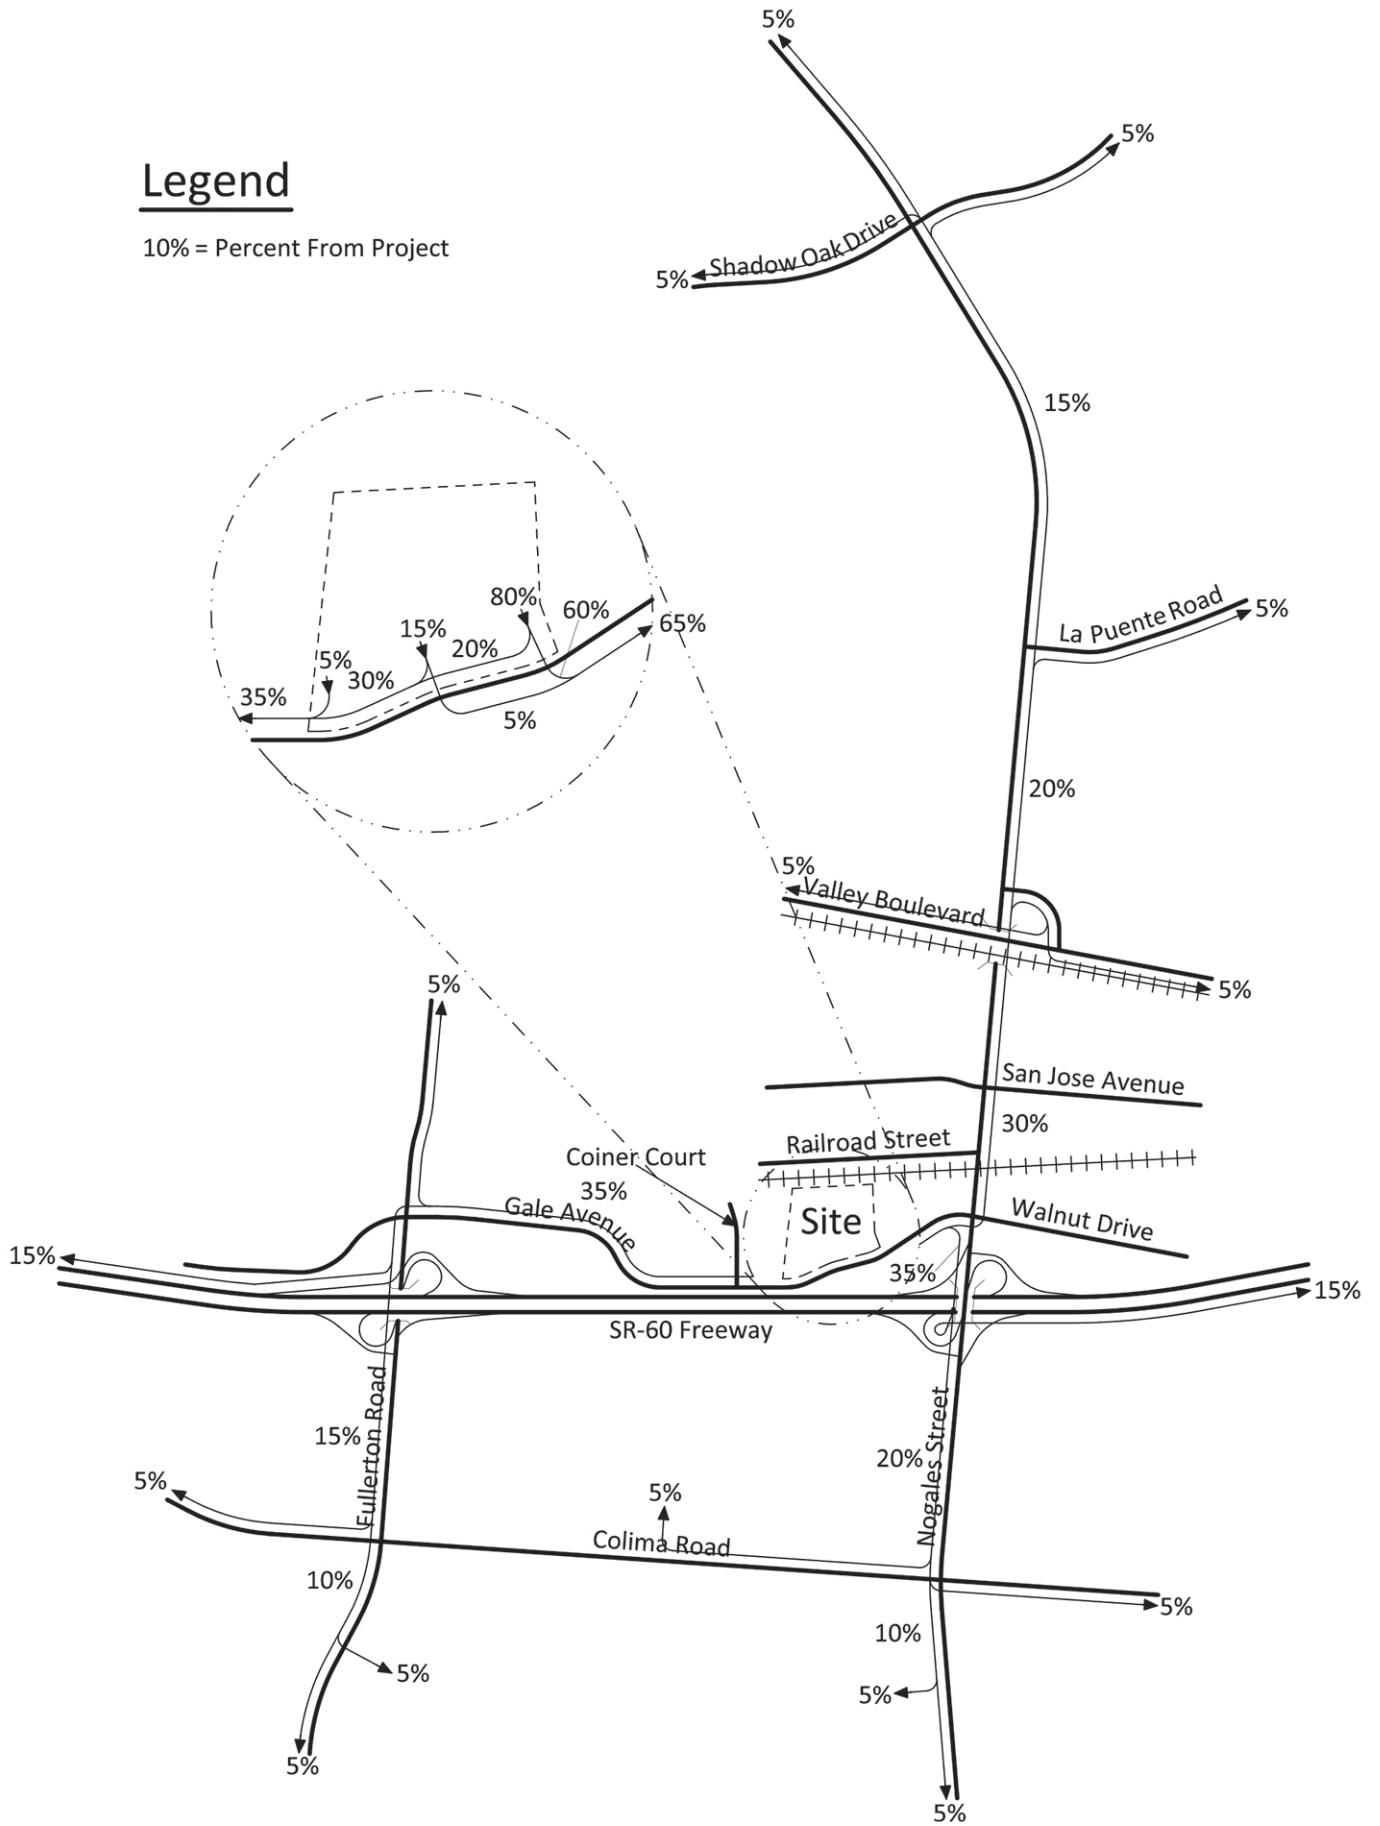 5%
5%
Legend
10% = Percent From Project
Shadow Oak Drive
5%
15%
80%
60%
65%
15%
20%
5%
30%
35%
5%
La Puente Road
5%
20%
5%
Valley Boulevard
5%
5%
San Jose Avenue
30%
Railroad Street
Coiner Court
35%
Gale Avenue
Site
Walnut Drive
15%
35%
15%
SR-60 Freeway
Fullerton Road
15%
Nogales Street
20%
5%
5%
Colima Road
10%
5%
10%
5%
5%
5%
5%